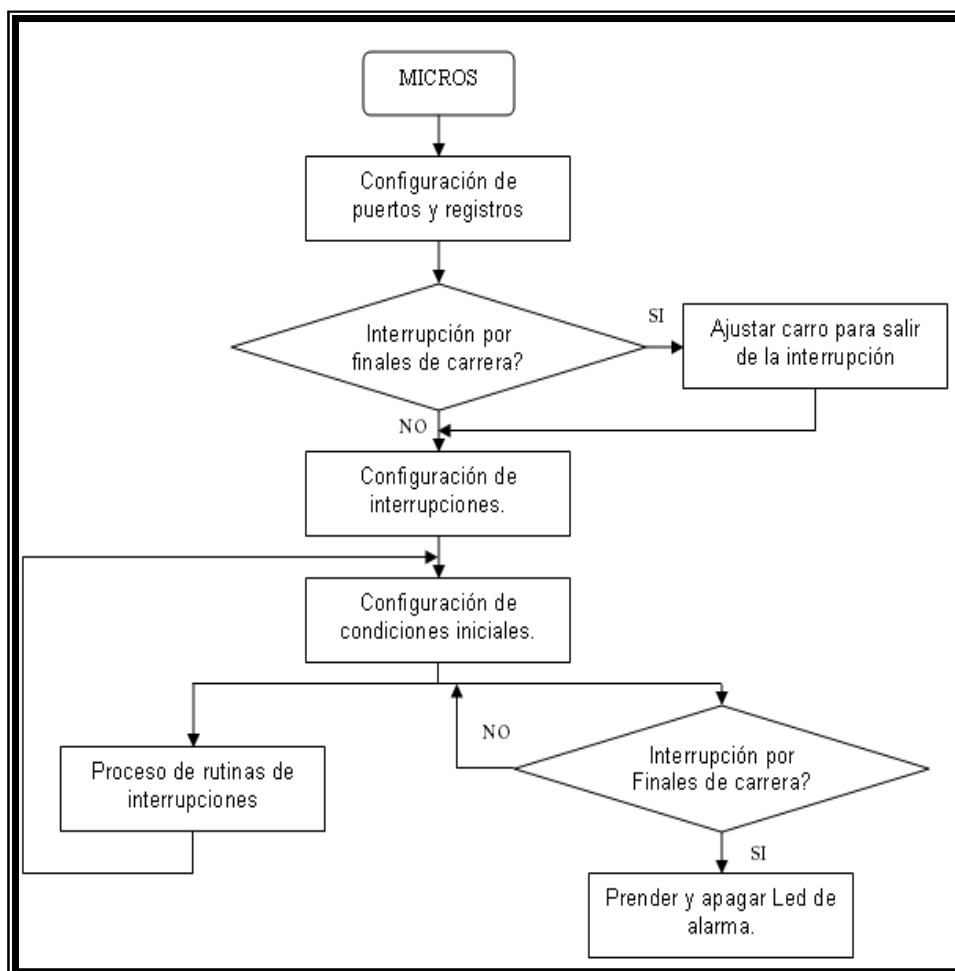 MICROS
Configuración de
puertos y registros
Interrupción por
finales de carrera?
SI
Ajustar carro para salir
de la interrupción
NO
Configuración de
interrupciones.
Configuración de
condiciones iniciales.
Proceso de rutinas de
interrupciones
NO
Interrupción por
Finales de carrera?
SI
Prender y apagar Led de
alarma.